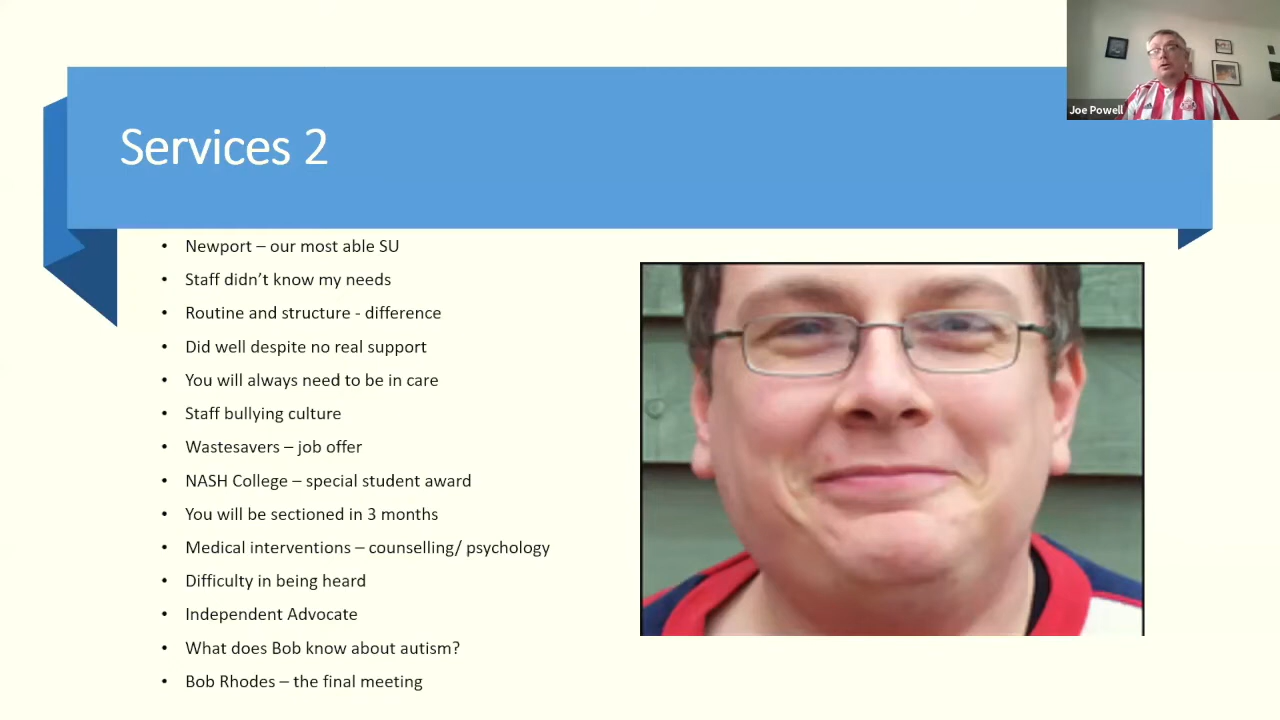 Joe Powell
Services 2
• Newport – our most able SU
• Staff didn’t know my needs
• Routine and structure - difference
• Did well despite no real support
• You will always need to be in care
• Staff bullying culture
• Wastesavers – job offer
• NASH College – special student award
• You will be sectioned in 3 months
• Medical interventions – counselling/ psychology
• Difficulty in being heard
• Independent Advocate
• What does Bob know about autism?
• Bob Rhodes – the final meeting